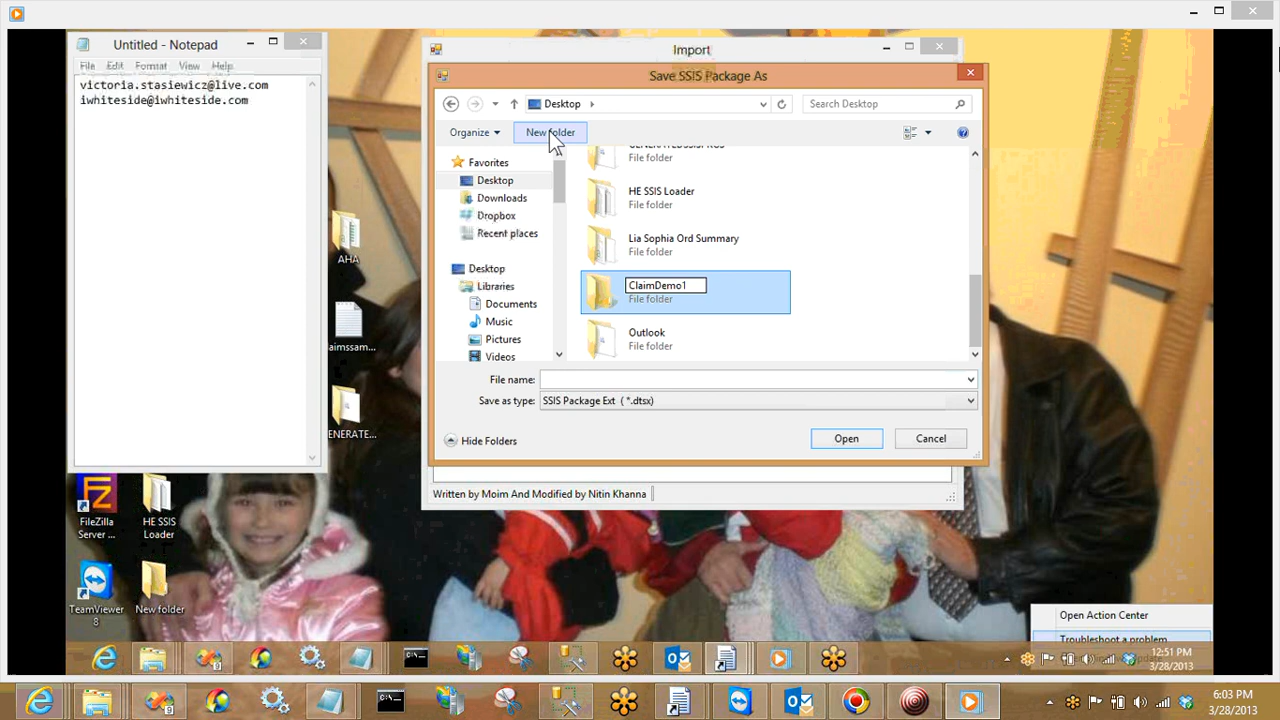 Untitled - Notepad
File Edit Format View Help
victoria.stasiewicz@live.com
iwhiteside@iwhiteside.com
Import
Save SSIS Package As
Desktop
Search Desktop
Organize
New folder
Favorites
Desktop
Downloads
Dropbox
Recent places
Desktop
Libraries
Documents
Music
Pictures
Videos
File folder
HE SSIS Loader
File folder
Lia Sophia Ord Summary
File folder
ClaimDemo1
File folder
Outlook
File folder
File name:
Save as type: SSIS Package Ext ( *.dtsx)
Hide Folders
Open
Cancel
Written by Moim And Modified by Nitin Khanna
AHA
aimssam...
ENERATE...
FileZilla
Server ...
HE SSIS
Loader
TeamViewer
8
New folder
Open Action Center
Troubleshoot a problem
12:51 PM
3/28/2013
6:03 PM
3/28/2013